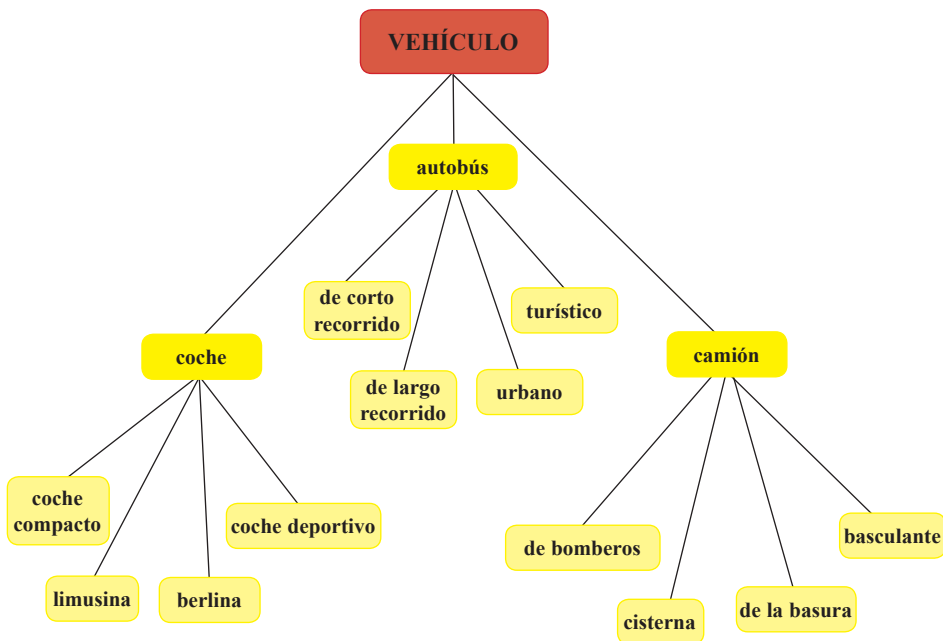 VEHÍCULO
autobús
de corto
recorrido
turístico
coche
camión
de largo
recorrido
urbano
coche
compacto
coche deportivo
de bomberos
basculante
limusina
berlina
cisterna
de la basura